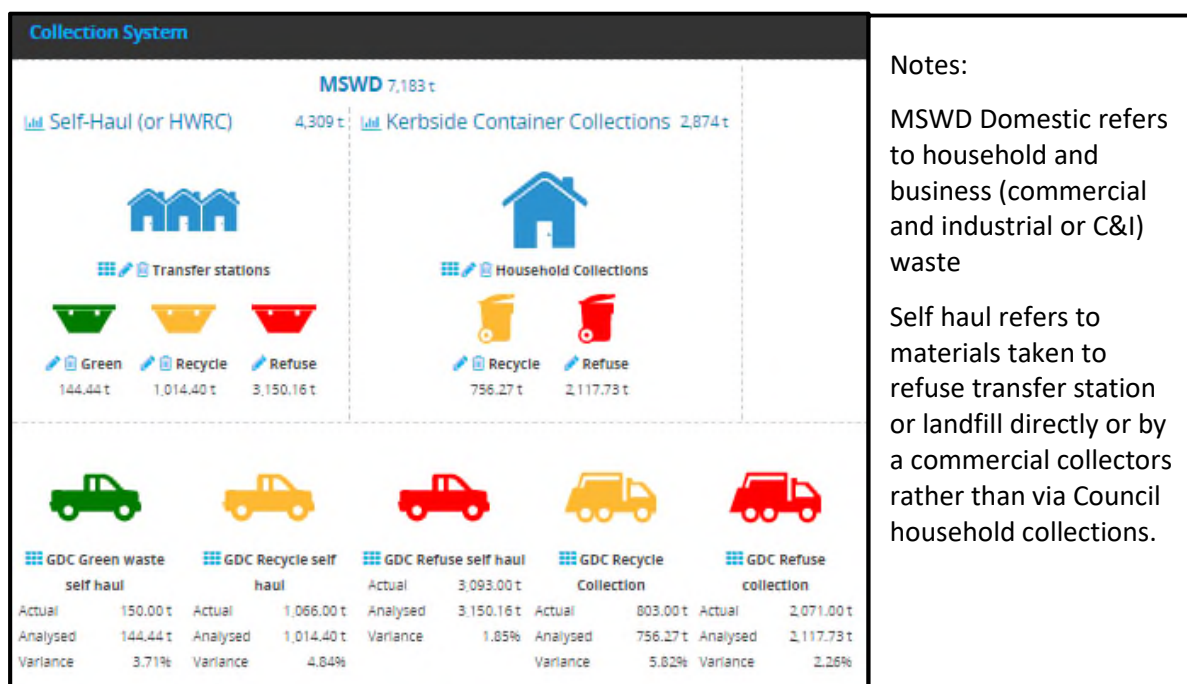 Collection System
MSWD 7,183 t
Self-Haul (or HWRC) 4,309 t
Kerbside Container Collections 2,874 t
Transfer stations
Household Collections
Green
Recycle
Refuse
144.44 t
1,014.40 t
3,150.16 t
Recycle
Refuse
756.27 t
2,117.73 t
GDC Green waste
self haul
Actual 150.00 t
Analysed 144.44 t
Variance 3.71%
GDC Recycle self
haul
Actual 1,066.00 t
Analysed 1,014.40 t
Variance 4.84%
GDC Refuse self haul
Actual 3,093.00 t
Analysed 3,150.16 t
Variance 1.85%
GDC Recycle
Collection
Actual 803.00 t
Analysed 756.27 t
Variance 5.82%
GDC Refuse
collection
Actual 2,071.00 t
Analysed 2,117.73 t
Variance 2.26%
Notes:
MSWD Domestic refers
to household and
business (commercial
and industrial or C&I)
waste
Self haul refers to
materials taken to
refuse transfer station
or landfill directly or by
a commercial collectors
rather than via Council
household collections.